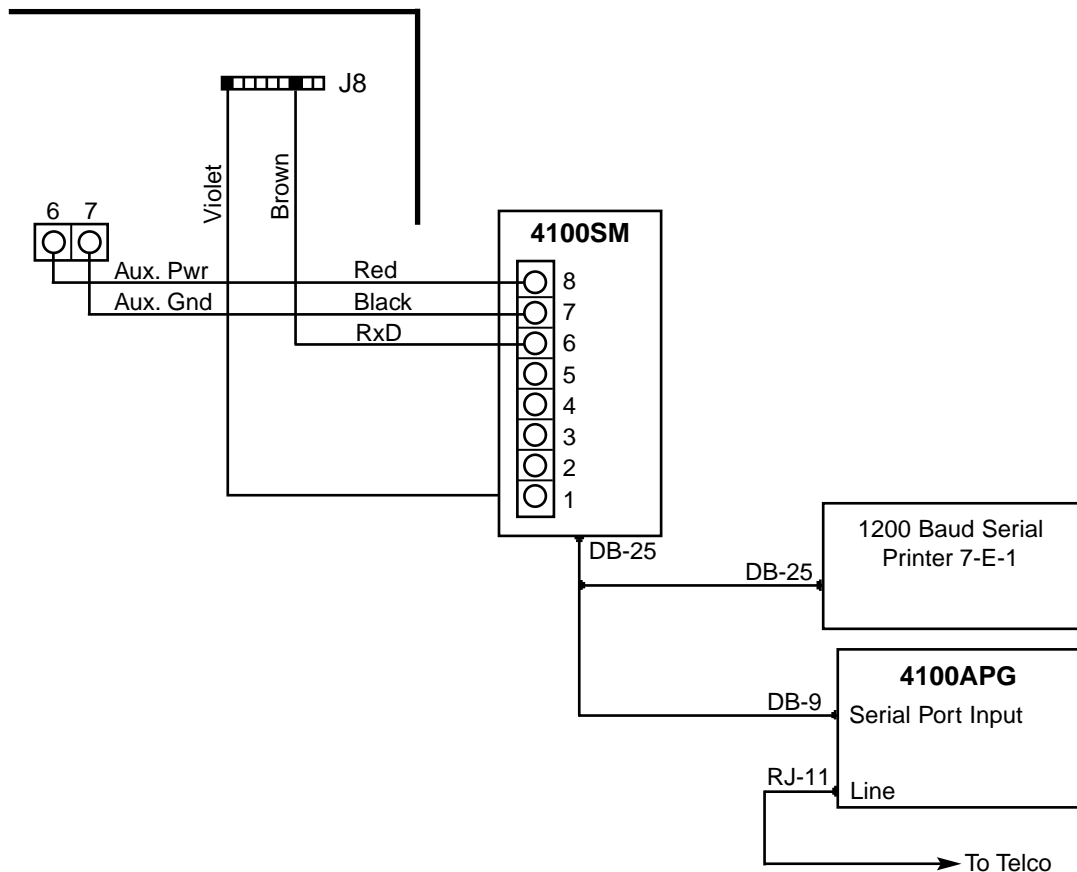 J8
Violet
Brown
6 7
4100SM
Aux. Pwr Red 8
Aux. Gnd Black 7
RxD 6
5
4
3
2
1
DB-25
1200 Baud Serial
Printer 7-E-1
DB-25
4100APG
DB-9 Serial Port Input
RJ-11 Line
To Telco